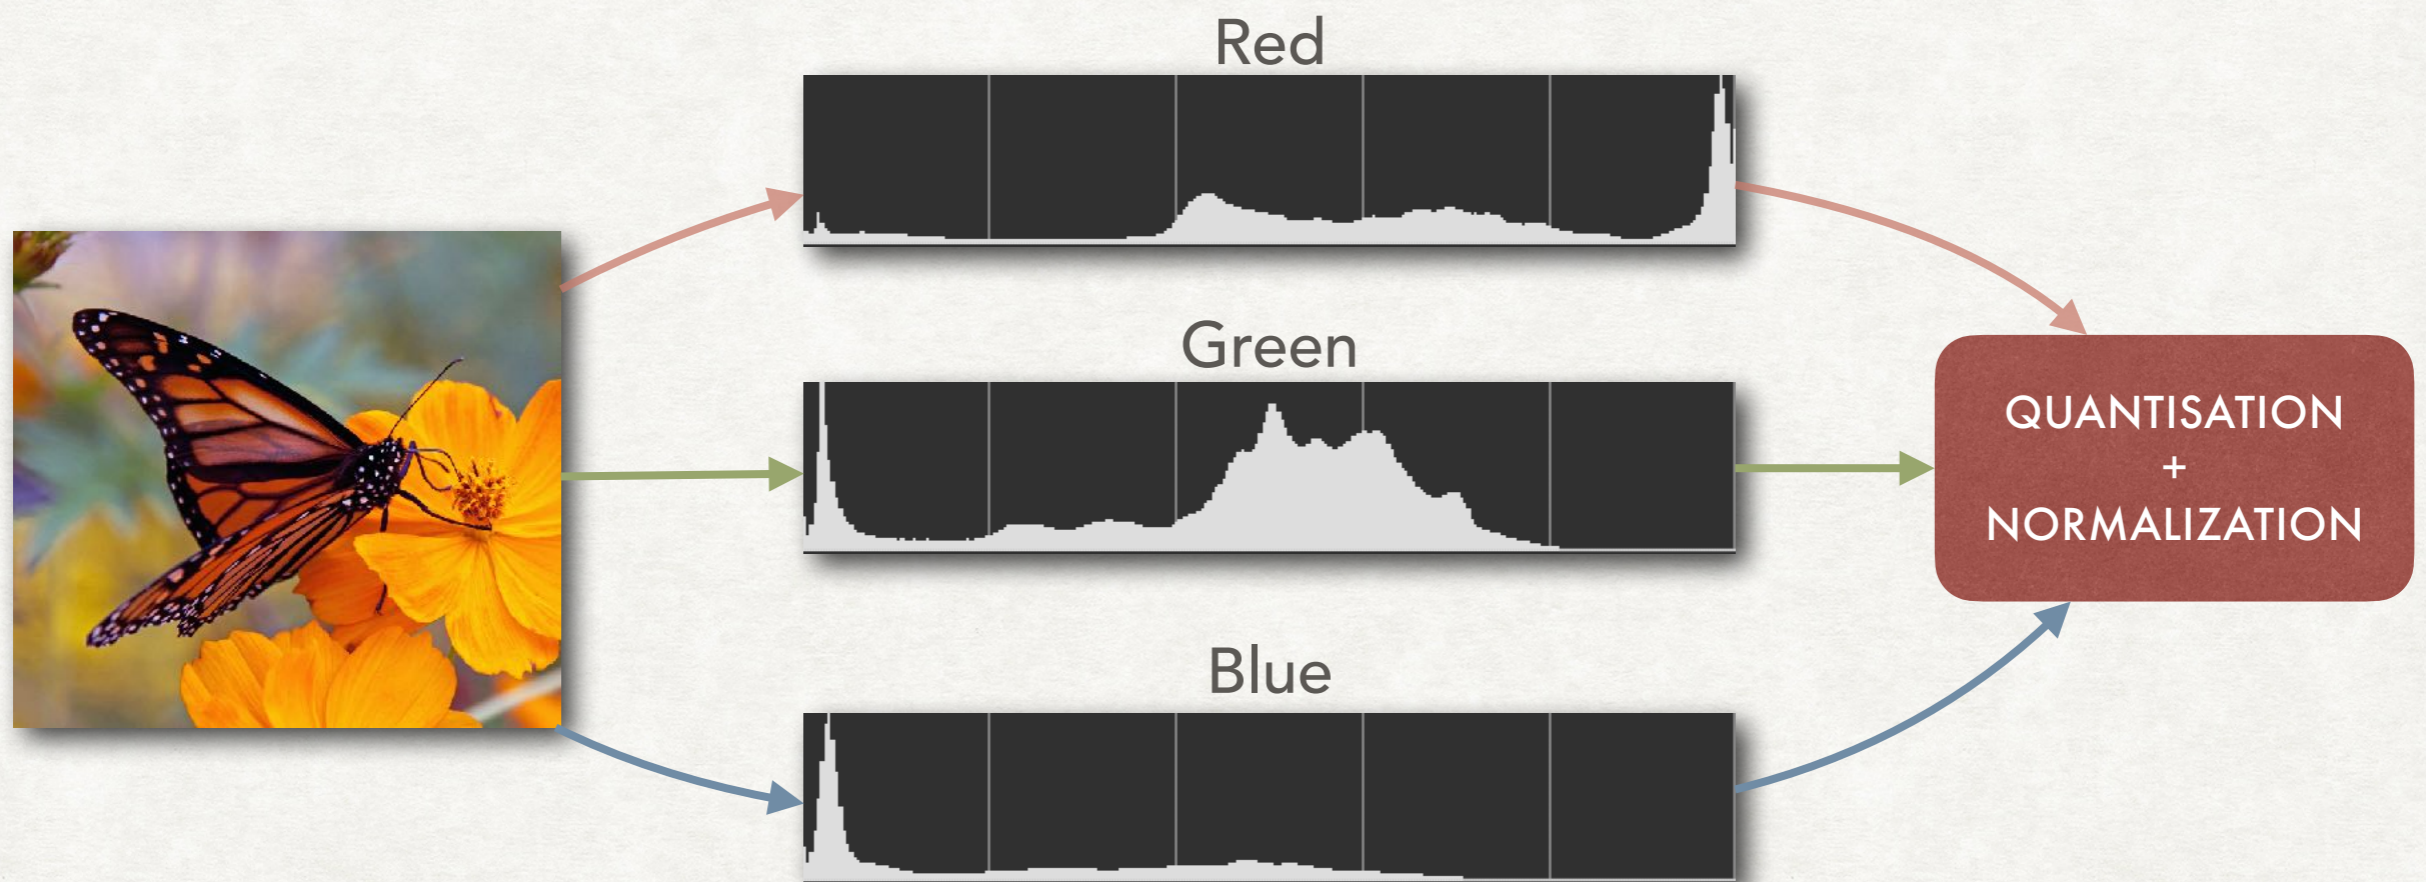 Red
Green
Blue
QUANTISATION
+
NORMALIZATION